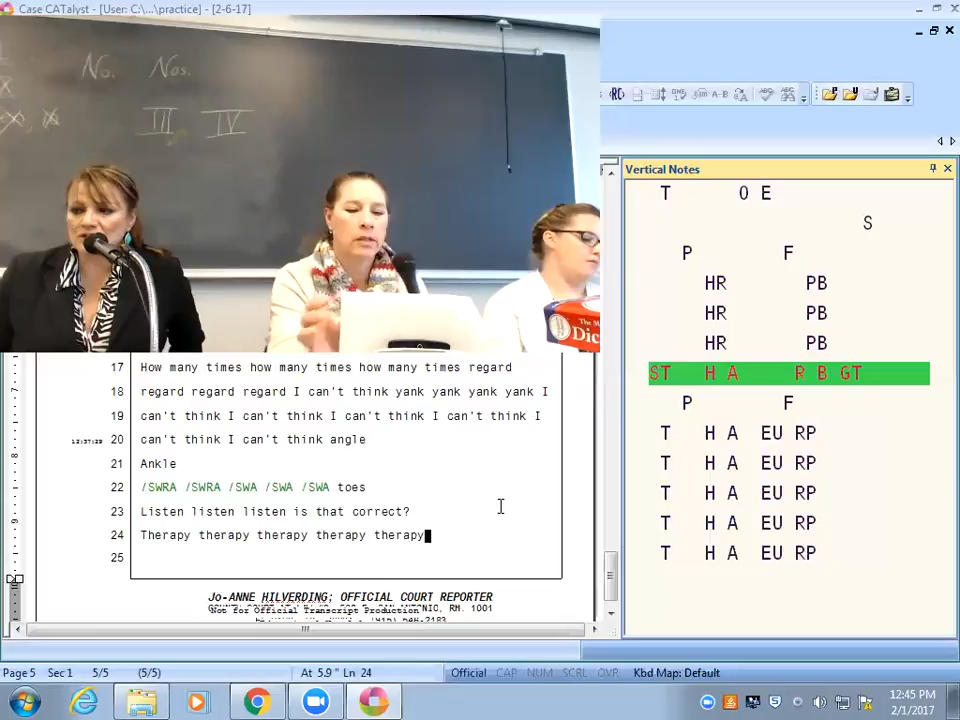 Case CATalyst - [User: C:\...\practice] - [2-6-17]
No. Nos.
X
III, IV
Dic
Vertical Notes
T O E
S
P F
HR PB
HR PB
HR PB
ST H A R B GT
P F
T H A EU RP
T H A EU RP
T H A EU RP
T H A EU RP
T H A EU RP
17 How many times how many times how many times regard
18 regard regard regard I can't think yank yank yank yank I
19 can't think I can't think I can't think I can't think I
12:37:29 20 can't think I can't think angle
21 Ankle
22 /SWRA /SWRA /SWA /SWA /SWA toes
23 Listen listen listen is that correct?
24 Therapy therapy therapy therapy therapy
25
Jo-ANNE HILVERDING; OFFICIAL COURT REPORTER
Not for Official Transcript Production
Page 5 Sec 1 5/5 (5/5) At 5.9 " Ln 24 Official CAP NUM SCRL OVR Kbd Map: Default
12:45 PM
2/1/2017